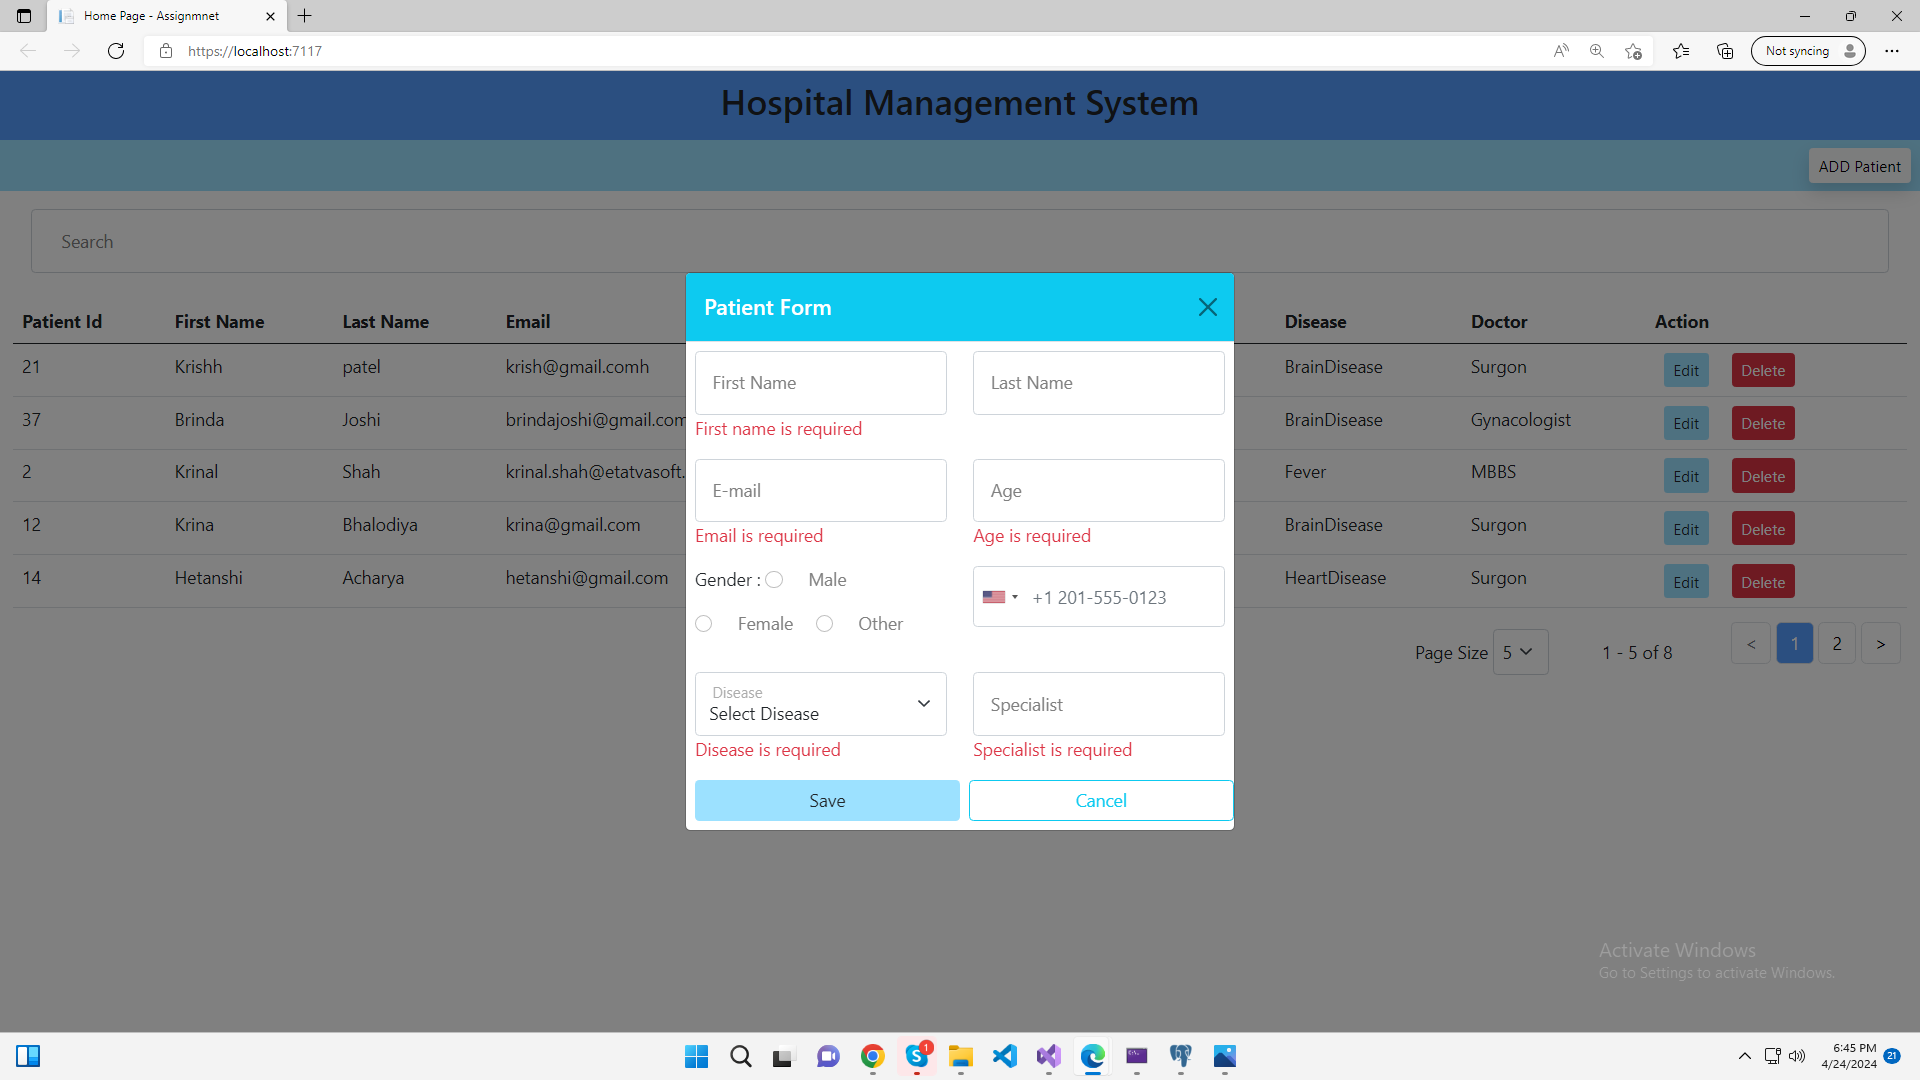 Home Page - Assignmnet
https://localhost:7117
Not syncing
Hospital Management System
ADD Patient
Search
Patient Id First Name Last Name Email Disease Doctor Action
21 Krishh patel krish@gmail.comh BrainDisease Surgon Edit Delete
37 Brinda Joshi brindajoshi@gmail.com BrainDisease Gynacologist Edit Delete
2 Krinal Shah krinal.shah@etatvasoft. Fever MBBS Edit Delete
12 Krina Bhalodiya krina@gmail.com BrainDisease Surgon Edit Delete
14 Hetanshi Acharya hetanshi@gmail.com HeartDisease Surgon Edit Delete
Page Size 5 1 - 5 of 8 < 1 2 >
Patient Form
First Name Last Name
First name is required
E-mail Age
Email is required Age is required
Gender : Male
+1 201-555-0123
Female Other
Disease
Select Disease
Specialist
Disease is required Specialist is required
Save Cancel
Activate Windows
Go to Settings to activate Windows.
1
6:45 PM
4/24/2024
21